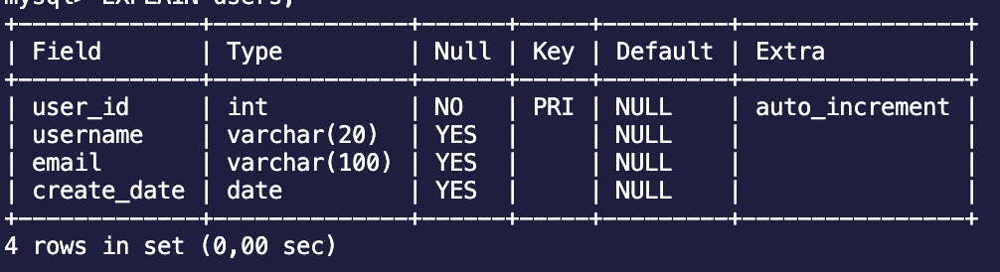 mysql> EXPLAIN users;
+-------------+--------------+------+-----+---------+----------------+
| Field       | Type         | Null | Key | Default | Extra          |
+-------------+--------------+------+-----+---------+----------------+
| user_id     | int          | NO   | PRI | NULL    | auto_increment |
| username    | varchar(20)  | YES  |     | NULL    |                |
| email       | varchar(100) | YES  |     | NULL    |                |
| create_date | date         | YES  |     | NULL    |                |
+-------------+--------------+------+-----+---------+----------------+
4 rows in set (0,00 sec)